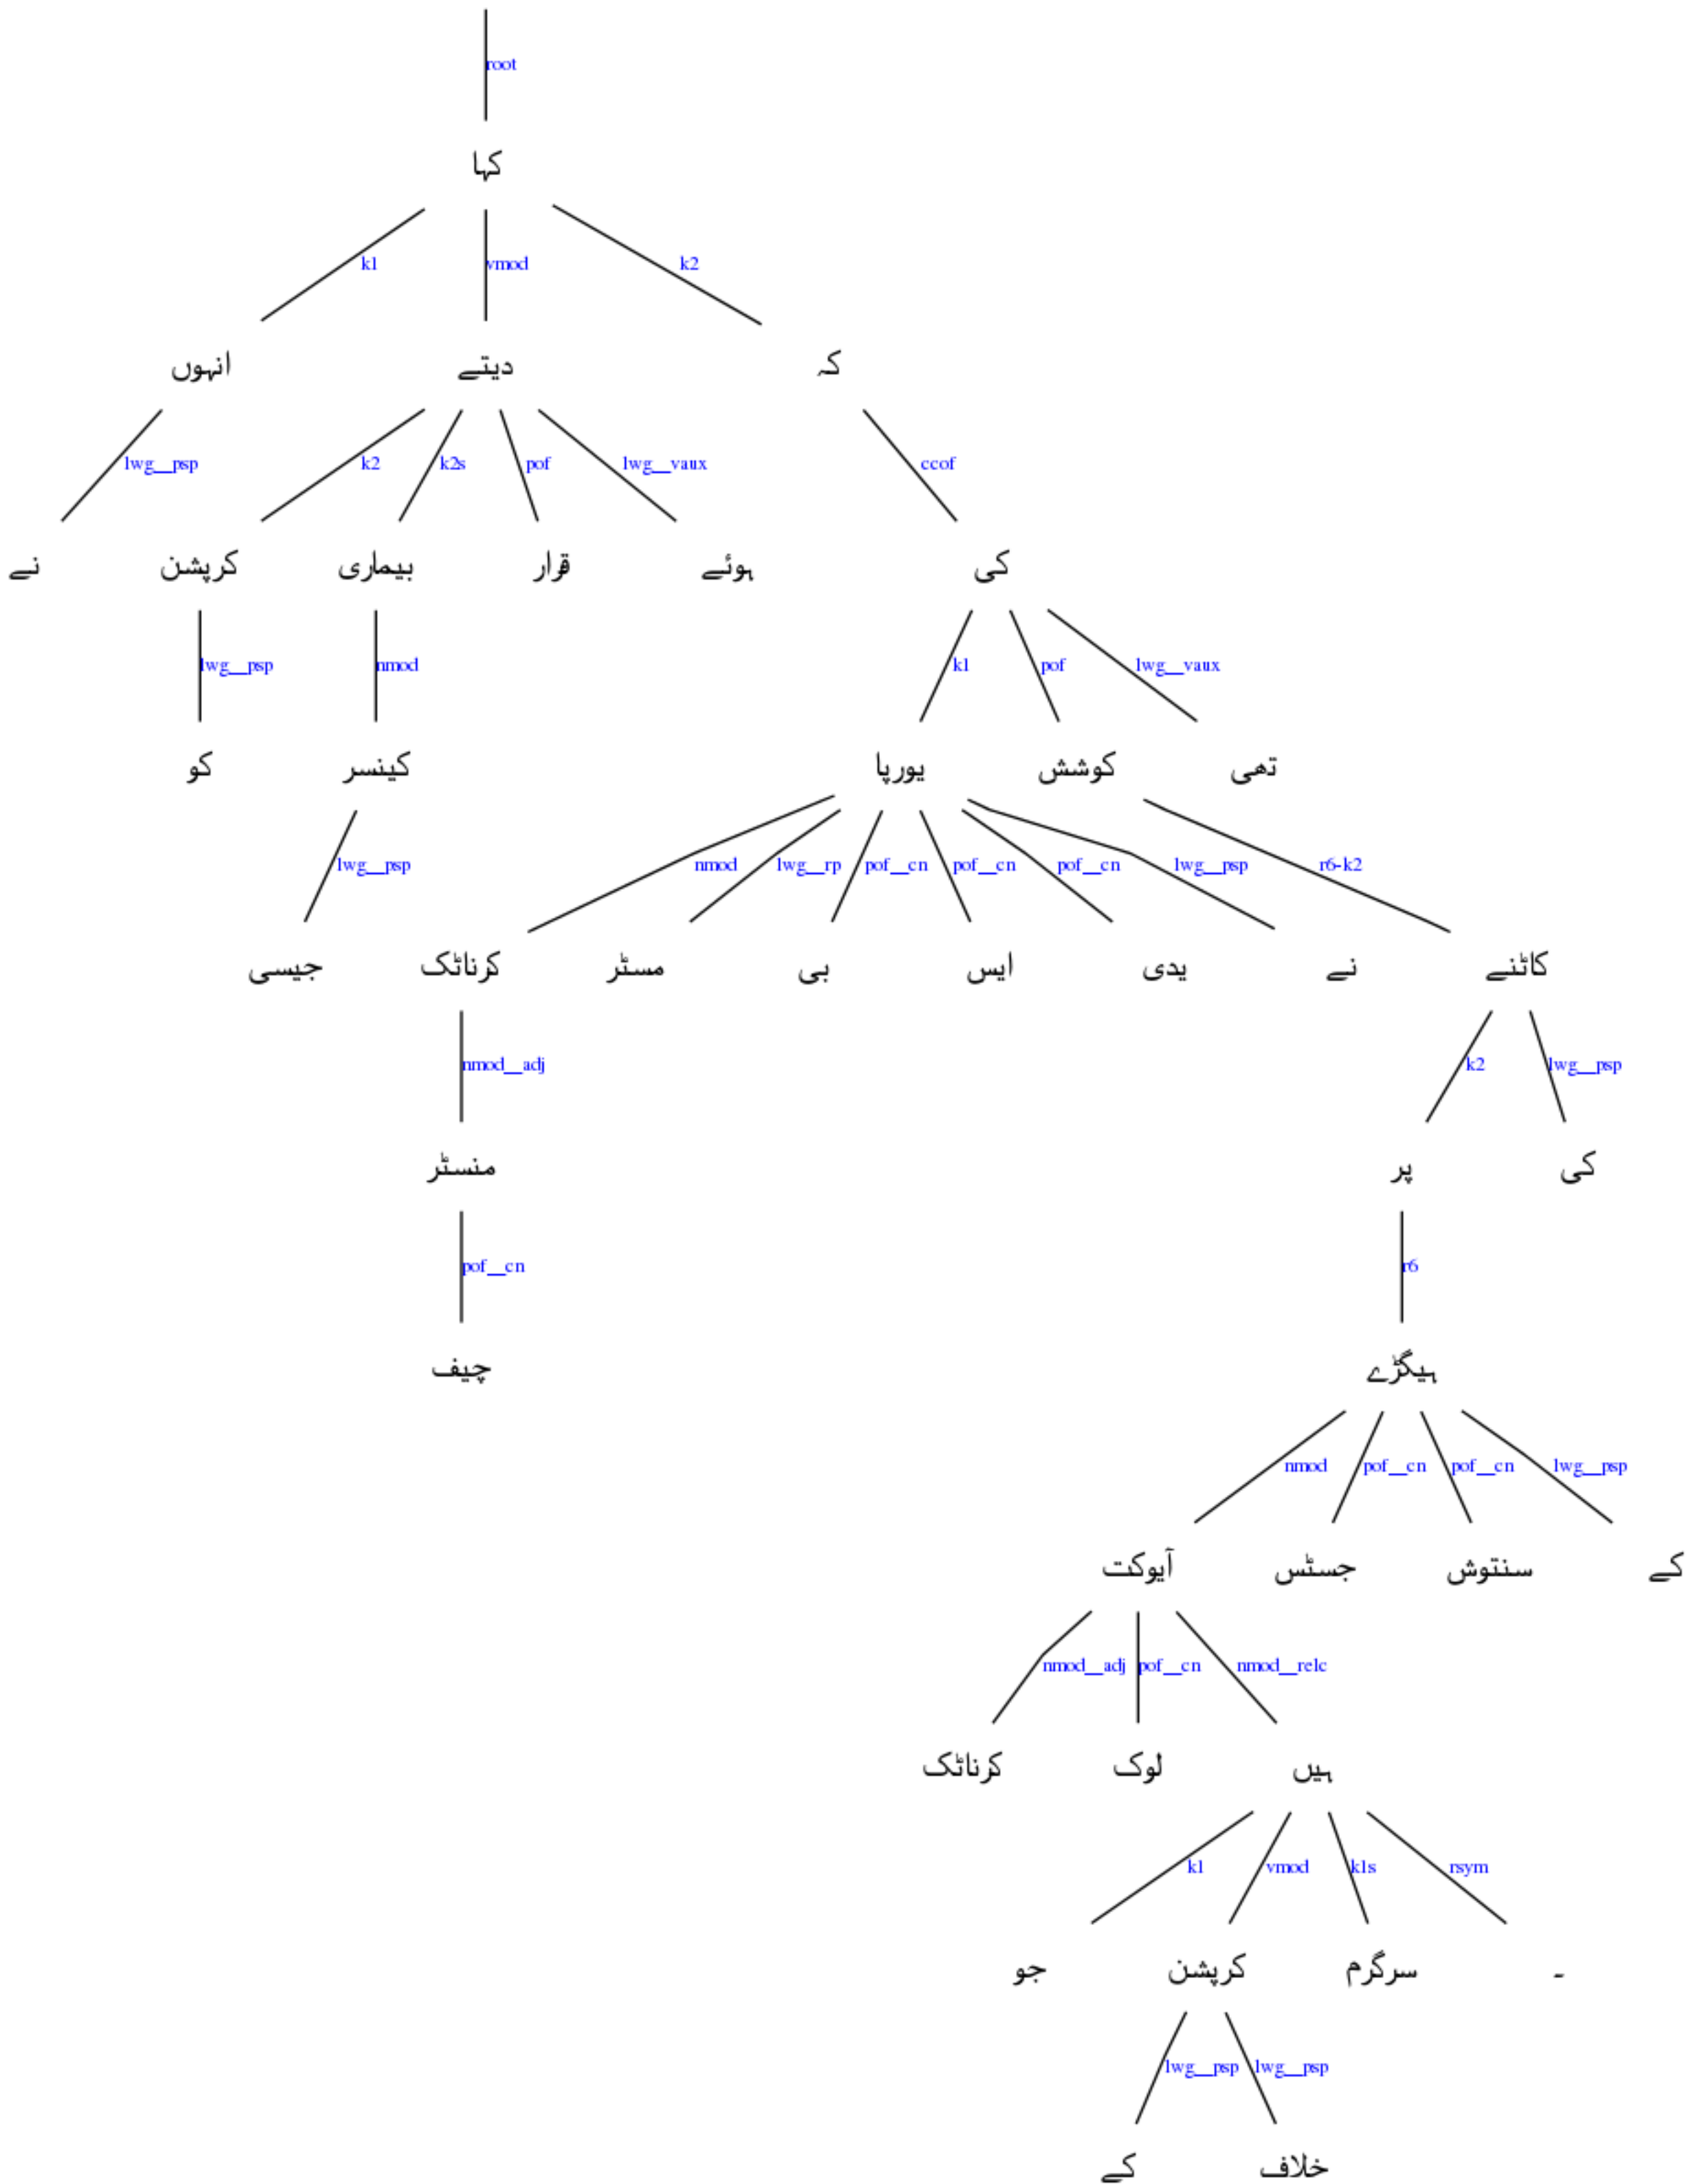 root
کہا
k1 vmod k2
انہوں دیتے کہ
lwg__psp k2 k2s pof lwg__vaux ccof
نے کرپشن بیماری قرار ہوئے کی
lwg__psp nmod k1 pof lwg__vaux
کو کینسر یورپا کوشش تھی
lwg__psp nmod lwg__rp pof__cn pof__cn pof__cn lwg__psp r6-k2
جیسی کرناٹک مسٹر بی ایس یدی نے کاٹنے
nmod__adj k2 lwg__psp
منسٹر پر کی
pof__cn r6
چیف ہیگڑے
nmod pof__cn pof__cn lwg__psp
آیوکت جسٹس سنتوش کے
nmod__adj pof__cn nmod__relc
کرناٹک لوک ہیں
k1 vmod k1s rsym
جو کرپشن سرگرم ۔
lwg__psp lwg__psp
کے خلاف